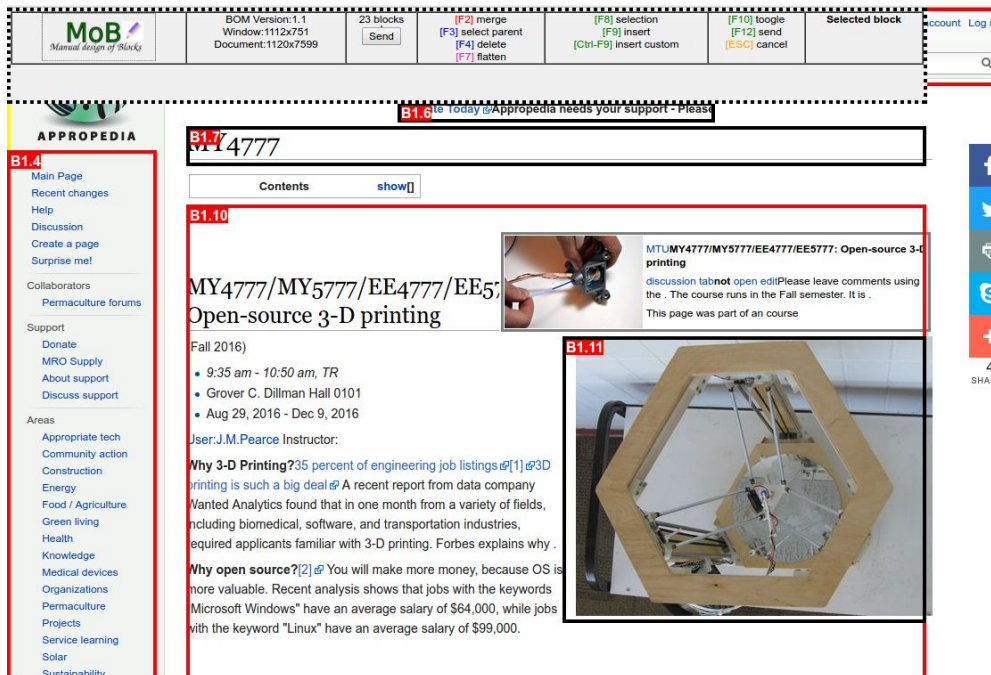 MoB
Manual design of Blocks
BOM Version:1.1
Window:1112x751
Document:1120x7599
23 blocks
Send
[F2] merge
[F3] select parent
[F4] delete
[F7] flatten
[F8] selection
[F9] insert
[Ctrl-F9] insert custom
[F10] toogle
[F12] send
[ESC] cancel
Selected block
account Log i
B1.6te Today Appropedia needs your support - Please
APPROPEDIA
B1.7
MY4777
B1.4
Main Page
Recent changes
Help
Discussion
Create a page
Surprise me!
Collaborators
Permaculture forums
Support
Donate
MRO Supply
About support
Discuss support
Areas
Appropriate tech
Community action
Construction
Energy
Food / Agriculture
Green living
Health
Knowledge
Medical devices
Organizations
Permaculture
Projects
Service learning
Solar
Sustainability
Contents show[]
B1.10
MTUMY4777/MY5777/EE4777/EE5777: Open-source 3-D
printing
discussion tabnot open editPlease leave comments using
the . The course runs in the Fall semester. It is .
This page was part of an course
MY4777/MY5777/EE4777/EE57
Open-source 3-D printing
(Fall 2016)
9:35 am - 10:50 am, TR
Grover C. Dillman Hall 0101
Aug 29, 2016 - Dec 9, 2016
User:J.M.Pearce Instructor:
Why 3-D Printing?35 percent of engineering job listings[1]3D
printing is such a big deal A recent report from data company
Wanted Analytics found that in one month from a variety of fields,
including biomedical, software, and transportation industries,
required applicants familiar with 3-D printing. Forbes explains why .
Why open source?[2] You will make more money, because OS is
more valuable. Recent analysis shows that jobs with the keywords
"Microsoft Windows" have an average salary of $64,000, while jobs
with the keyword "Linux" have an average salary of $99,000.
B1.11
4
SHA